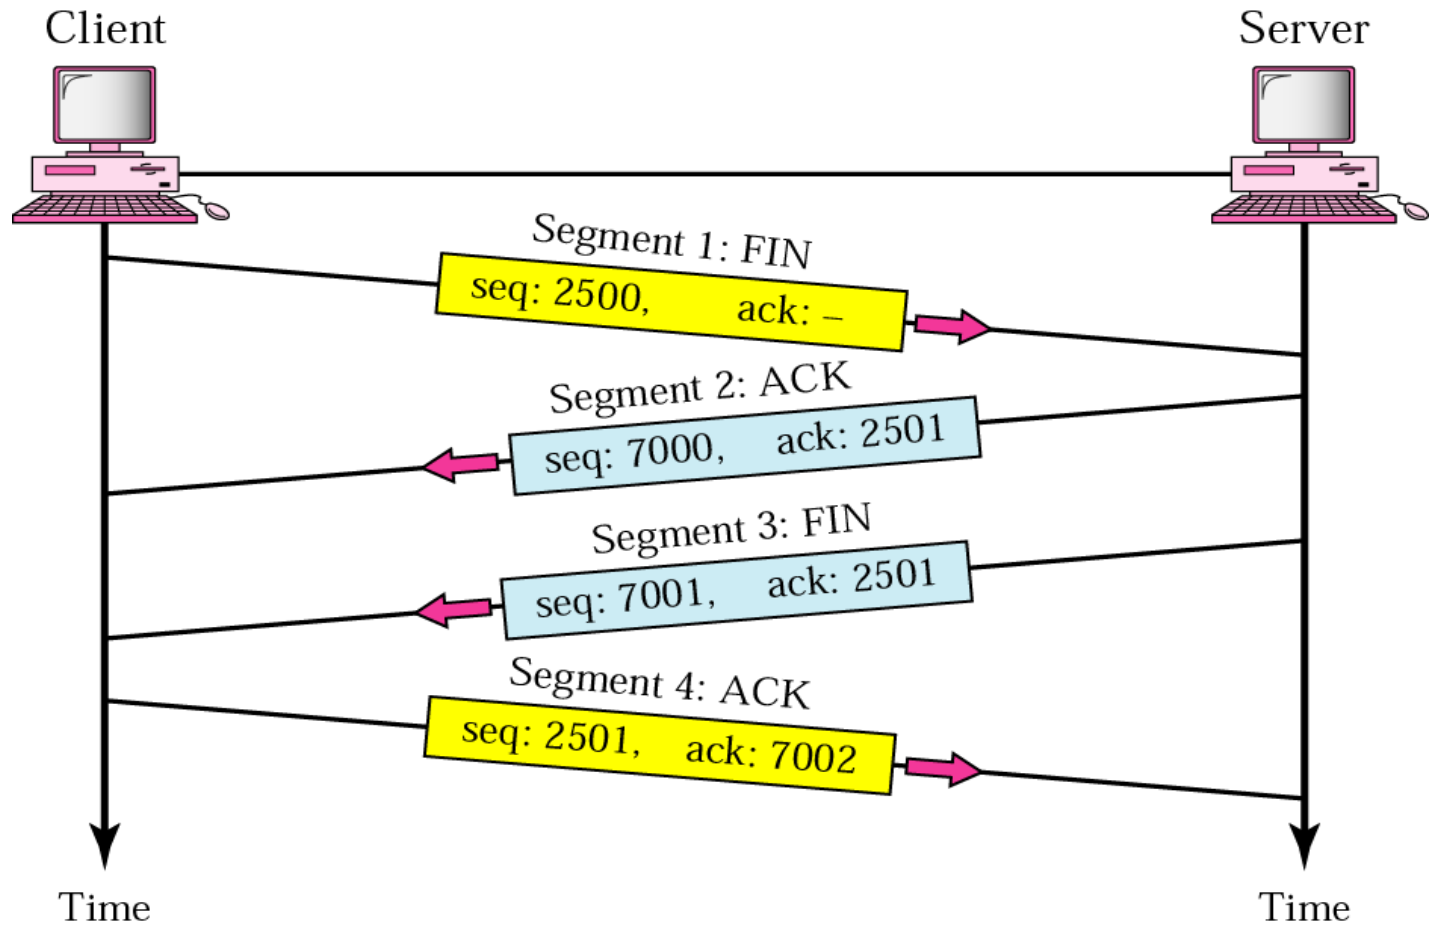 Client
Server
Segment 1: FIN
seq: 2500, ack: –
Segment 2: ACK
seq: 7000, ack: 2501
Segment 3: FIN
seq: 7001, ack: 2501
Segment 4: ACK
seq: 2501, ack: 7002
Time
Time